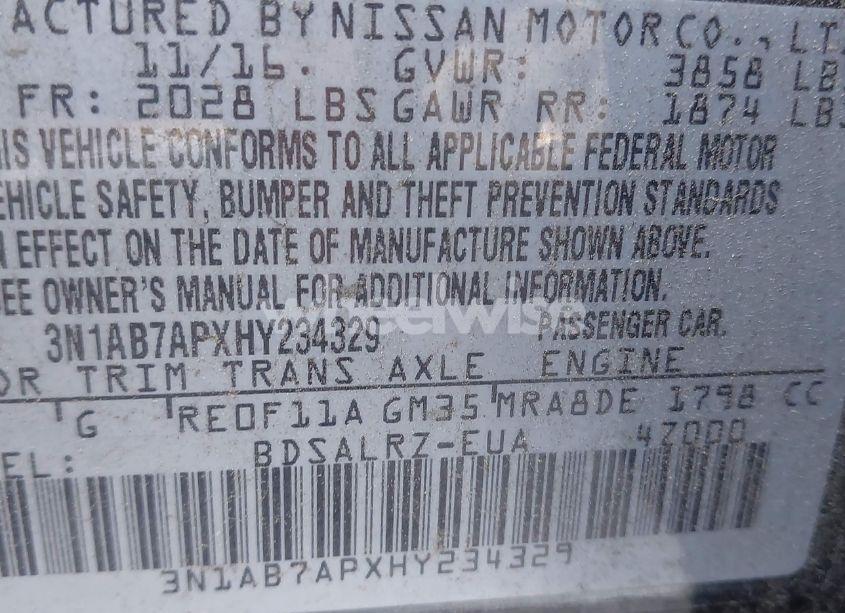 ACTURED BY NISSAN MOTOR CO., LT
11/16. GVWR: 3858 LB
FR: 2028 LBS GAWR RR: 1874 LBS
IS VEHICLE CONFORMS TO ALL APPLICABLE FEDERAL MOTOR
EHICLE SAFETY, BUMPER AND THEFT PREVENTION STANDARDS
N EFFECT ON THE DATE OF MANUFACTURE SHOWN ABOVE.
EE OWNER'S MANUAL FOR ADDITIONAL INFORMATION.
wheelwise
3N1AB7APXHY234329 PASSENGER CAR.
OR TRIM TRANS AXLE ENGINE
G RE0F11A GM35 MRA8DE 1798 CC
EL: BDSALRZ-EUA 4Z000
3N1AB7APXHY234329